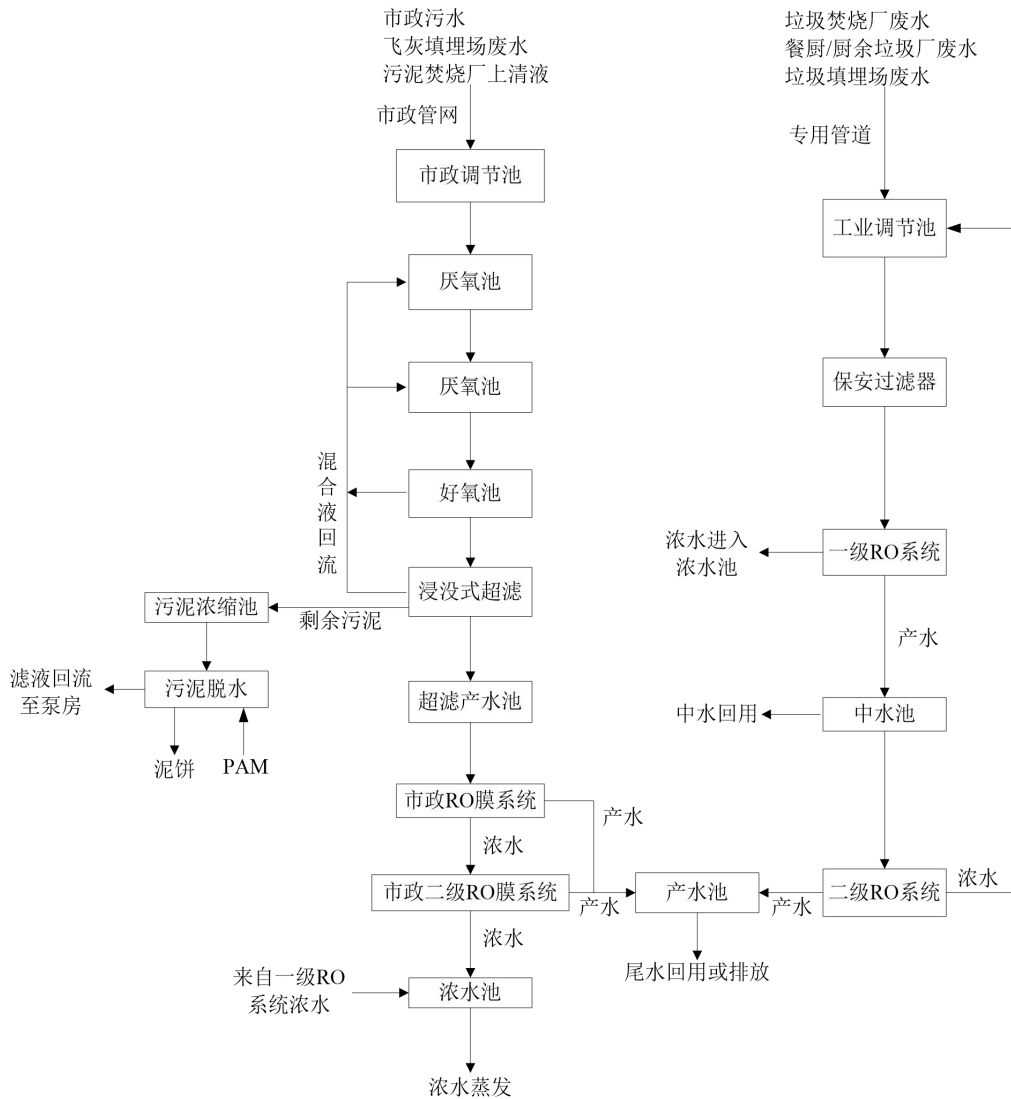 市政污水
飞灰填埋场废水
污泥焚烧厂上清液
市政管网
市政调节池
厌氧池
厌氧池
混合液回流
好氧池
浸没式超滤
剩余污泥
污泥浓缩池
污泥脱水
滤液回流
至泵房
泥饼
PAM
超滤产水池
市政RO膜系统
产水
浓水
市政二级RO膜系统
产水
浓水
来自一级RO
系统浓水
浓水池
浓水蒸发
垃圾焚烧厂废水
餐厨/厨余垃圾厂废水
垃圾填埋场废水
专用管道
工业调节池
保安过滤器
一级RO系统
浓水进入
浓水池
产水
中水池
中水回用
二级RO系统
浓水
产水
产水池
尾水回用或排放